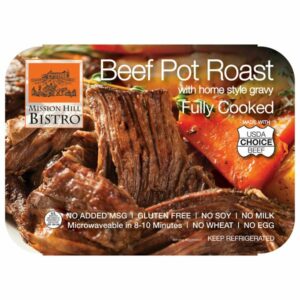 Beef Pot Roast
with home style gravy
Fully Cooked
MISSION HILL
BISTRO
MADE WITH
USDA
CHOICE
BEEF
NO ADDED MSG | GLUTEN FREE | NO SOY | NO MILK
Microwaveable in 8-10 Minutes | NO WHEAT | NO EGG
KEEP REFRIGERATED